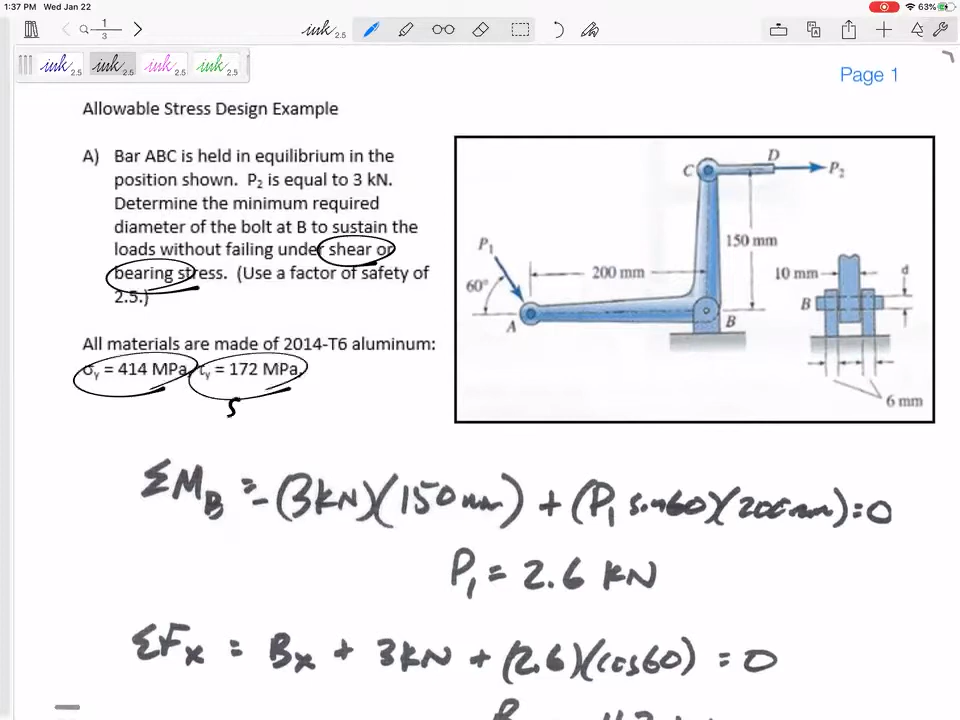 1:37 PM Wed Jan 22
63%
1
3
ink 2.5
ink 2.5
ink 2.5
ink 2.5
ink 2.5
Page 1
Allowable Stress Design Example
A) Bar ABC is held in equilibrium in the
position shown. P₂ is equal to 3 kN.
Determine the minimum required
diameter of the bolt at B to sustain the
loads without failing under shear or
bearing stress. (Use a factor of safety of
2.5.)
All materials are made of 2014-T6 aluminum:
σᵧ = 414 MPa, τᵧ = 172 MPa.
S
D
C
P₂
P₁
150 mm
200 mm
10 mm
d
60°
B
A
B
6 mm
ΣM_B = -(3kN)(150mm) + (P₁ sin60)(200mm) = 0
P₁ = 2.6 kN
ΣFx = Bx + 3kN + (2.6)(cos60) = 0